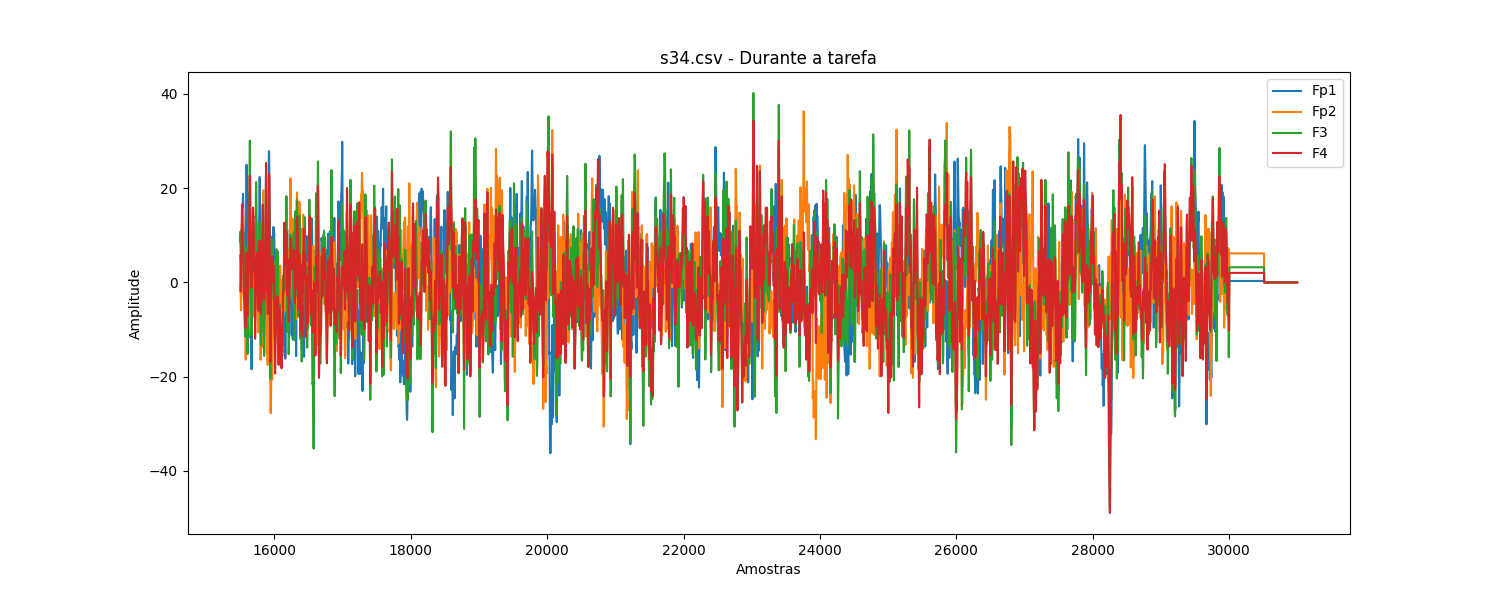 s34.csv - Durante a tarefa
Fp1
Fp2
F3
F4
Amplitude
40
20
0
−20
−40
16000
18000
20000
22000
24000
26000
28000
30000
Amostras